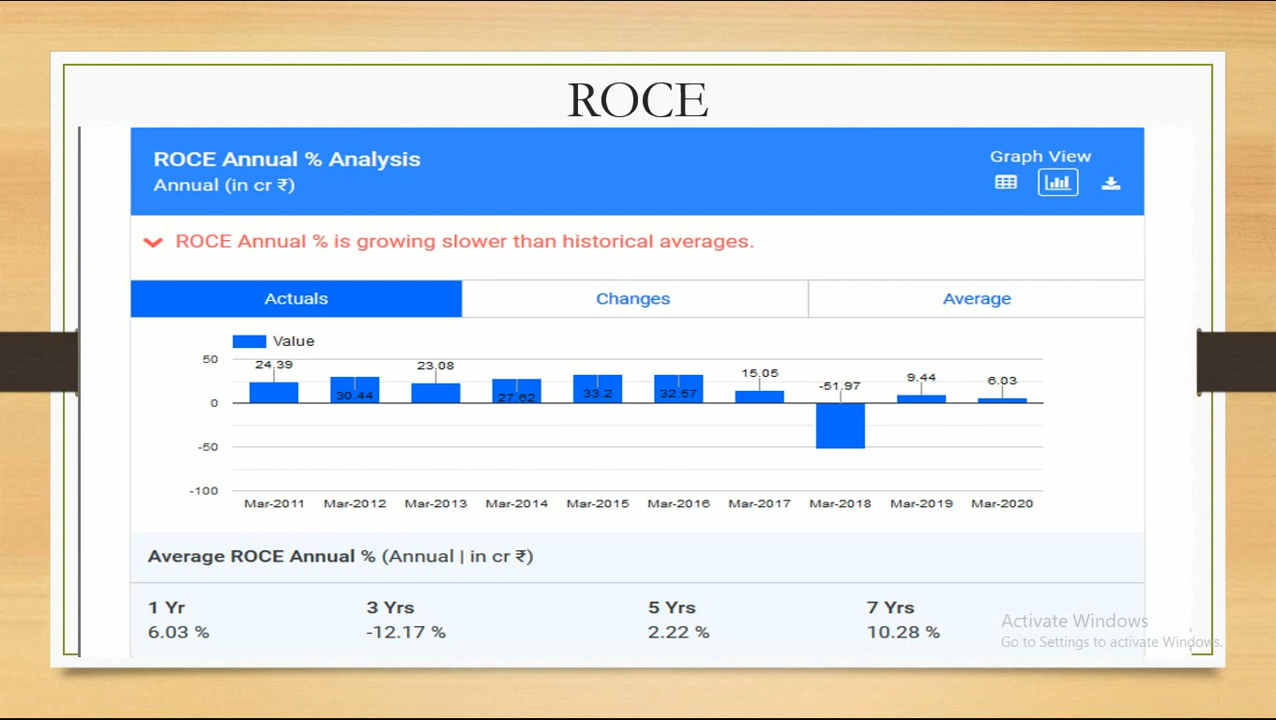 ROCE
ROCE Annual % Analysis
Annual (in cr ₹)
Graph View
ROCE Annual % is growing slower than historical averages.
Actuals Changes Average
Value
50
0
-50
-100
24.39 30.44 23.08 27.62 33.2 32.57 15.05 -51.97 9.44 6.03
Mar-2011 Mar-2012 Mar-2013 Mar-2014 Mar-2015 Mar-2016 Mar-2017 Mar-2018 Mar-2019 Mar-2020
Average ROCE Annual % (Annual | in cr ₹)
1 Yr 3 Yrs 5 Yrs 7 Yrs
6.03 % -12.17 % 2.22 % 10.28 %
Activate Windows
Go to Settings to activate Windows.